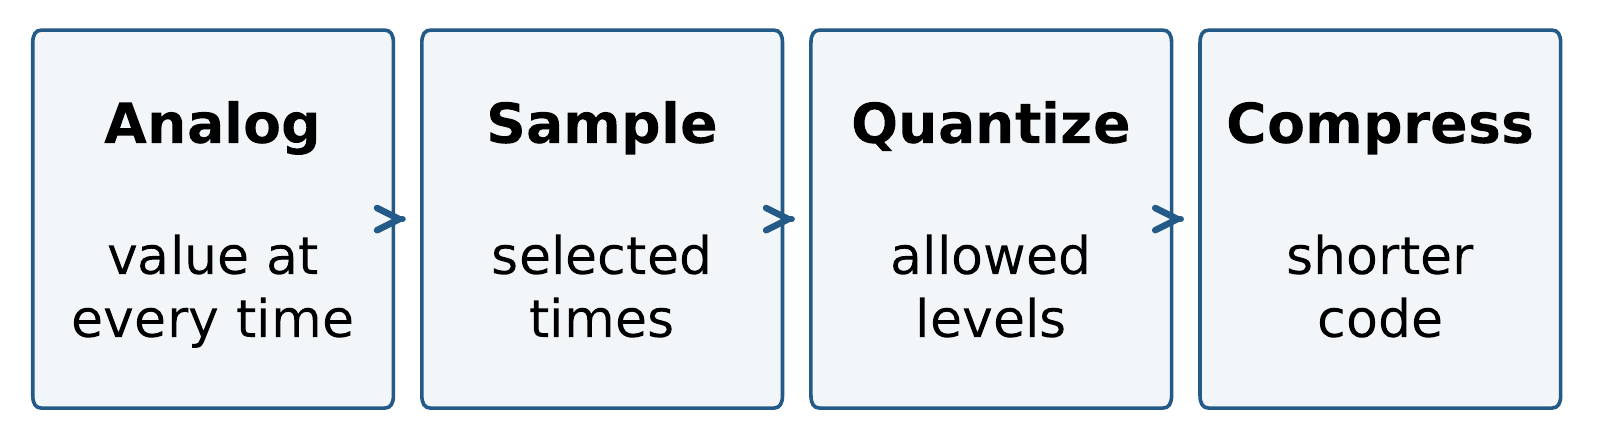 Analog
value at
every time
Sample
selected
times
Quantize
allowed
levels
Compress
shorter
code